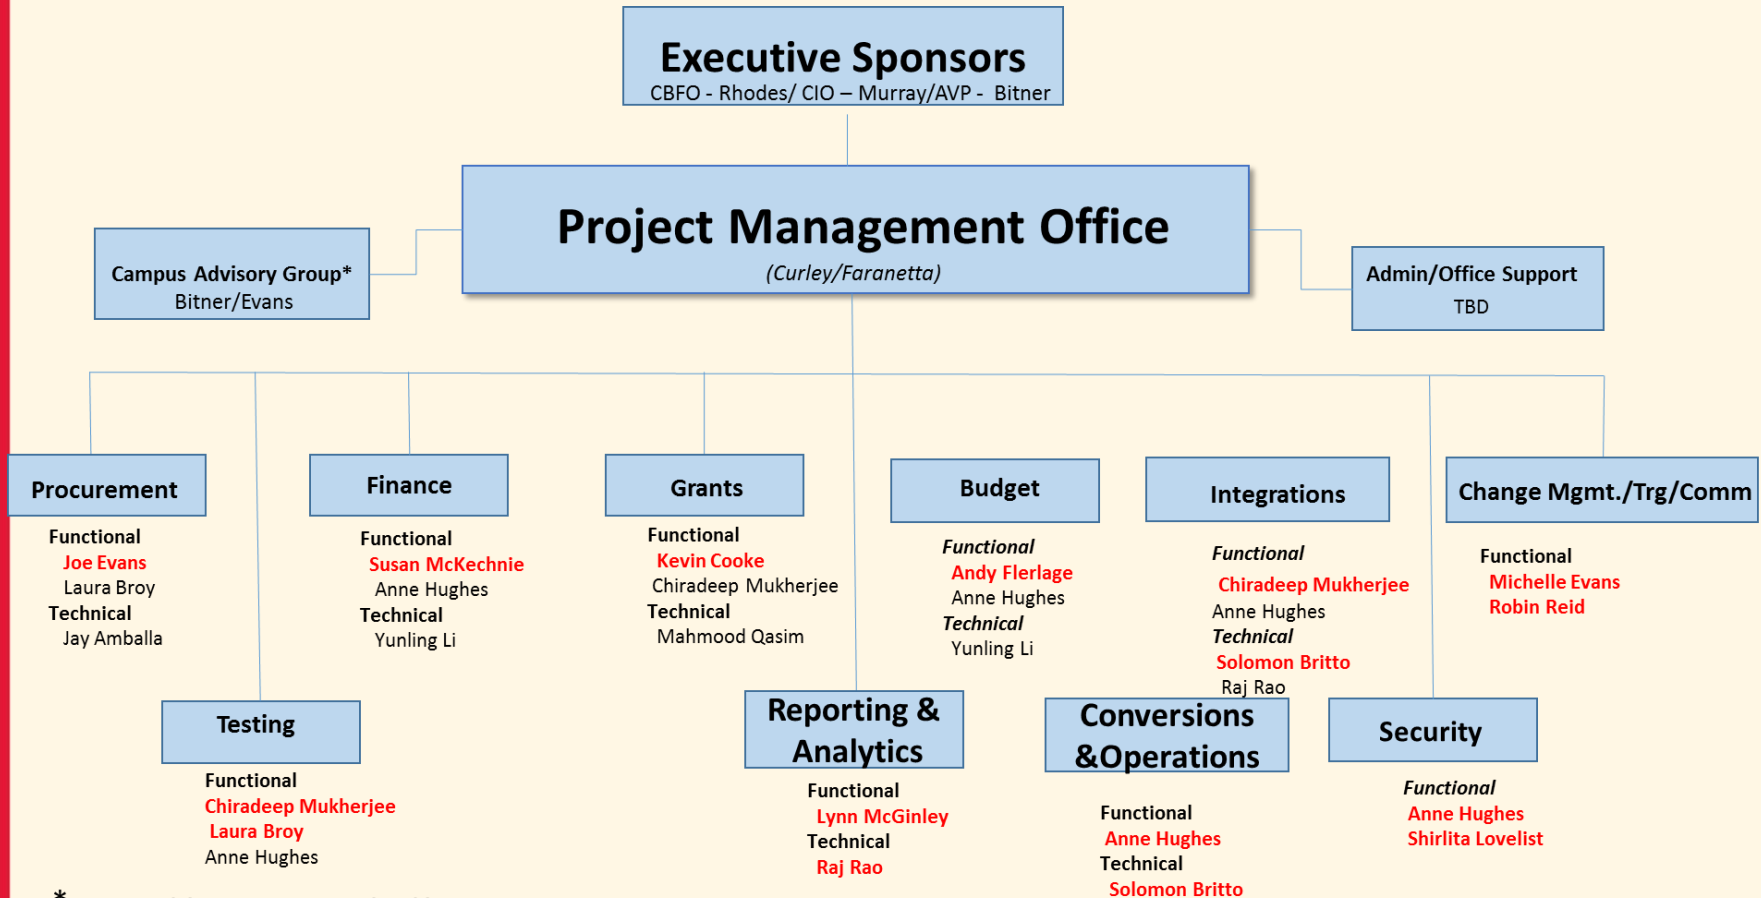 Executive Sponsors
CBFO - Rhodes/ CIO – Murray/AVP - Bitner
Project Management Office
(Curley/Faranetta)
Campus Advisory Group*
Bitner/Evans
Admin/Office Support
TBD
Procurement
Functional
Joe Evans
Laura Broy
Technical
Jay Amballa
Finance
Functional
Susan McKechnie
Anne Hughes
Technical
Yunling Li
Grants
Functional
Kevin Cooke
Chiradeep Mukherjee
Technical
Mahmood Qasim
Budget
Functional
Andy Flerlage
Anne Hughes
Technical
Yunling Li
Integrations
Functional
Chiradeep Mukherjee
Anne Hughes
Technical
Solomon Britto
Raj Rao
Change Mgmt./Trg/Comm
Functional
Michelle Evans
Robin Reid
Testing
Functional
Chiradeep Mukherjee
Laura Broy
Anne Hughes
Reporting &
Analytics
Functional
Lynn McGinley
Technical
Raj Rao
Conversions
&Operations
Functional
Anne Hughes
Technical
Solomon Britto
Security
Functional
Anne Hughes
Shirlita Lovelist
*